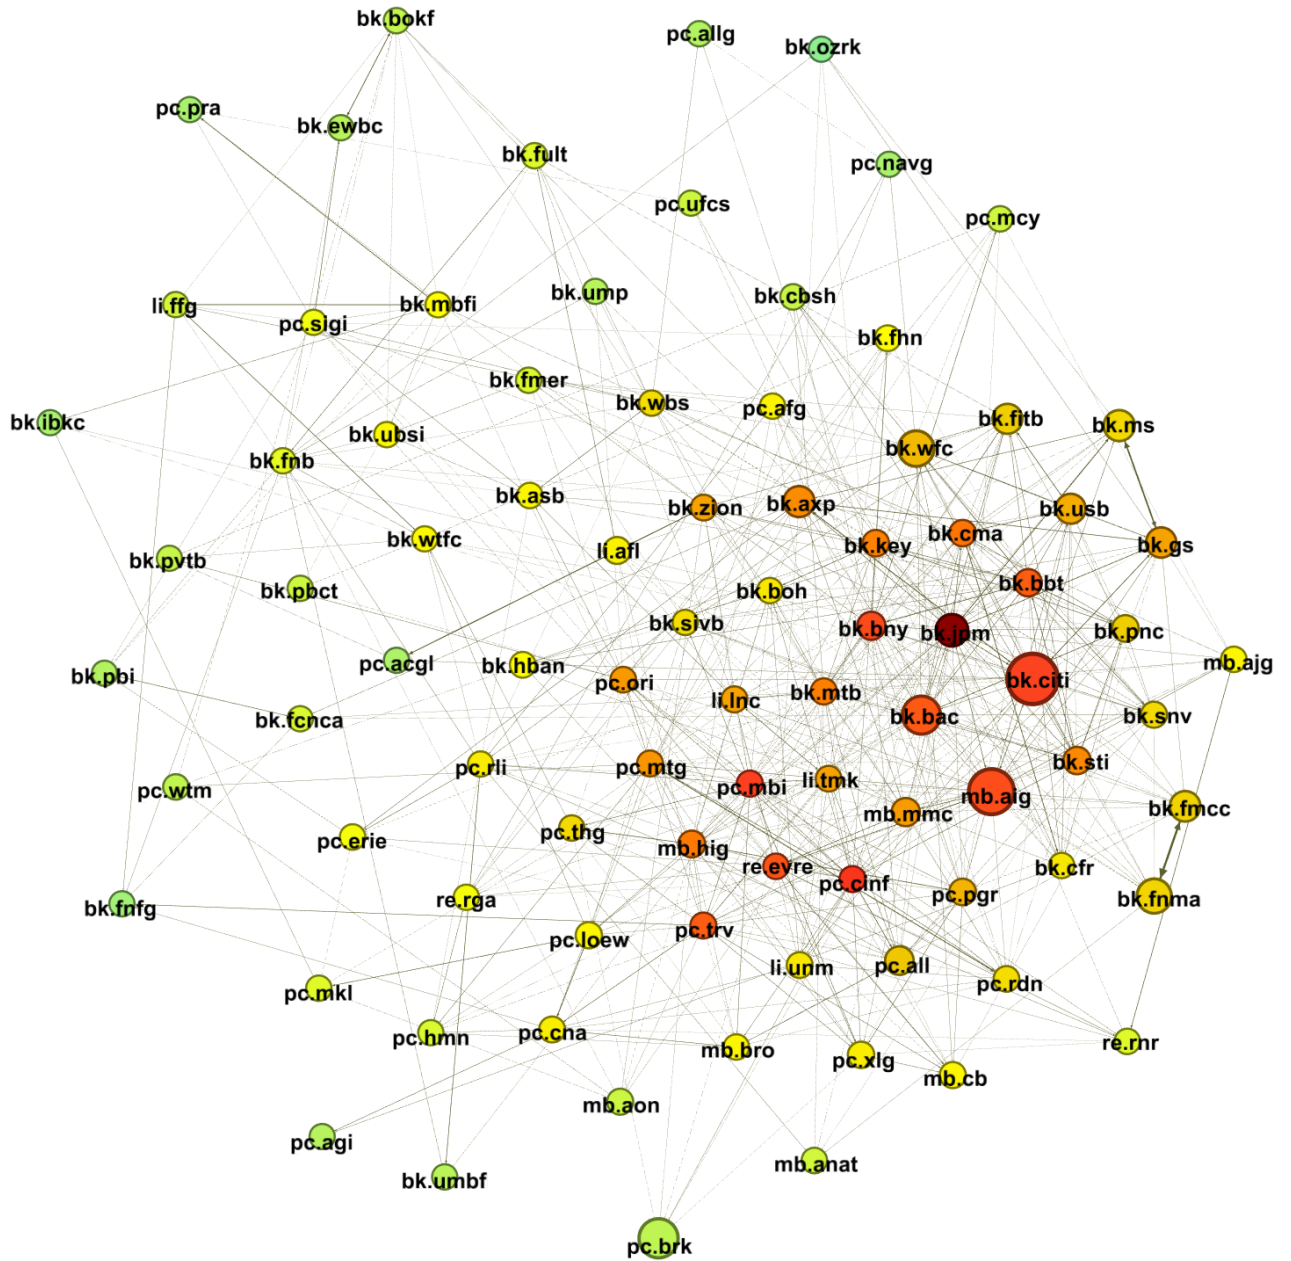 bk.bokf
pc.allg
bk.ozrk
pc.pra
bk.ewbc
bk.fult
pc.navg
pc.ufcs
pc.mcy
li.ffg
bk.mbfi
bk.ump
bk.cbsh
pc.sigi
bk.fhn
bk.fmer
bk.wbs
pc.afg
bk.ibkc
bk.ubsi
bk.fitb
bk.ms
bk.wfc
bk.fnb
bk.asb
bk.zion
bk.axp
bk.usb
bk.wtfc
li.afl
bk.key
bk.cma
bk.gs
bk.pvtb
bk.pbct
bk.boh
bk.bbt
bk.sivb
bk.bny
bk.jpm
bk.pnc
bk.pbi
pc.acgl
bk.hban
pc.ori
li.lnc
bk.mtb
bk.citi
mb.ajg
bk.fcnca
bk.bac
bk.snv
pc.wtm
pc.rli
pc.mtg
pc.mbi
li.tmk
mb.aig
bk.sti
pc.erie
pc.thg
mb.hig
mb.mmc
bk.fmcc
re.evre
pc.cinf
bk.cfr
bk.fnfg
re.rga
pc.pgr
bk.fnma
pc.loew
pc.trv
pc.mkl
li.unm
pc.all
pc.rdn
pc.hmn
pc.cna
mb.bro
pc.xlg
mb.cb
re.rnr
mb.aon
pc.agi
bk.umbf
mb.anat
pc.brk